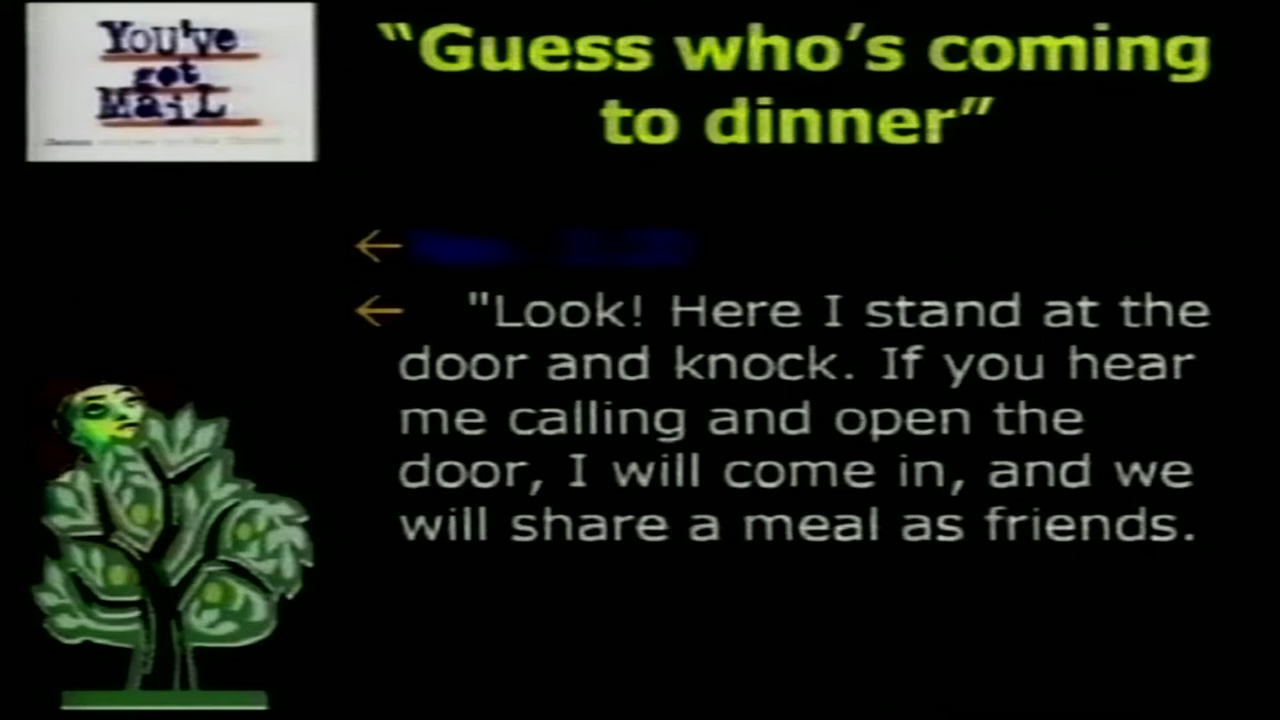 You've
got
Mail
“Guess who’s coming
to dinner”
"Look! Here I stand at the
door and knock. If you hear
me calling and open the
door, I will come in, and we
will share a meal as friends.